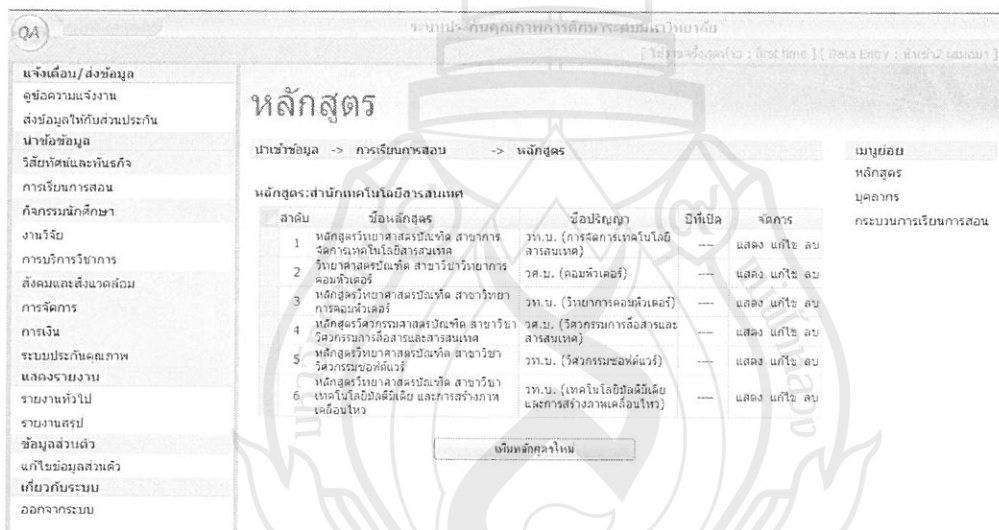 QA
ระบบประกันคุณภาพการศึกษาระดับมหาวิทยาลัย
[ ใช้งานครั้งสุดท้าย : first time ] [ Data Entry :
แจ้งเตือน/ส่งข้อมูล
ดูข้อความแจ้งงาน
ส่งข้อมูลให้กับส่วนประกัน
นำข้อข้อมูล
วิสัยทัศน์และพันธกิจ
การเรียนการสอน
กิจกรรมนักศึกษา
งานวิจัย
การบริการวิชาการ
สังคมและสิ่งแวดล้อม
การจัดการ
การเงิน
ระบบประกันคุณภาพ
แสดงรายงาน
รายงานทั่วไป
รายงานสรุป
ข้อมูลส่วนตัว
แก้ไขข้อมูลส่วนตัว
เกี่ยวกับระบบ
ออกจากระบบ
หลักสูตร
นำเข้าข้อมูล -> การเรียนการสอน -> หลักสูตร
หลักสูตร:สำนักเทคโนโลยีสารสนเทศ
ลำดับ ชื่อหลักสูตร ชื่อปริญญา ปีที่เปิด จัดการ
1 หลักสูตรวิทยาศาสตรบัณฑิต สาขาการจัดการเทคโนโลยีสารสนเทศ วท.บ. (การจัดการเทคโนโลยีสารสนเทศ) ---- แสดง แก้ไข ลบ
2 วิทยาศาสตรบัณฑิต สาขาวิชาวิทยาการคอมพิวเตอร์ วศ.บ. (คอมพิวเตอร์) ---- แสดง แก้ไข ลบ
3 หลักสูตรวิทยาศาสตรบัณฑิต สาขาวิทยาการคอมพิวเตอร์ วท.บ. (วิทยาการคอมพิวเตอร์) ---- แสดง แก้ไข ลบ
4 หลักสูตรวิศวกรรมศาสตรบัณฑิต สาขาวิชาวิศวกรรมการสื่อสารและสารสนเทศ วศ.บ. (วิศวกรรมการสื่อสารและสารสนเทศ) ---- แสดง แก้ไข ลบ
5 หลักสูตรวิทยาศาสตรบัณฑิต สาขาวิชาวิศวกรรมซอฟต์แวร์ วท.บ. (วิศวกรรมซอฟต์แวร์) ---- แสดง แก้ไข ลบ
6 หลักสูตรวิทยาศาสตรบัณฑิต สาขาวิชาเทคโนโลยีมัลติมีเดีย และการสร้างภาพเคลื่อนไหว วท.บ. (เทคโนโลยีมัลติมีเดียและการสร้างภาพเคลื่อนไหว) ---- แสดง แก้ไข ลบ
เพิ่มหลักสูตรใหม่
เมนูย่อย
หลักสูตร
บุคลากร
กระบวนการเรียนการสอน